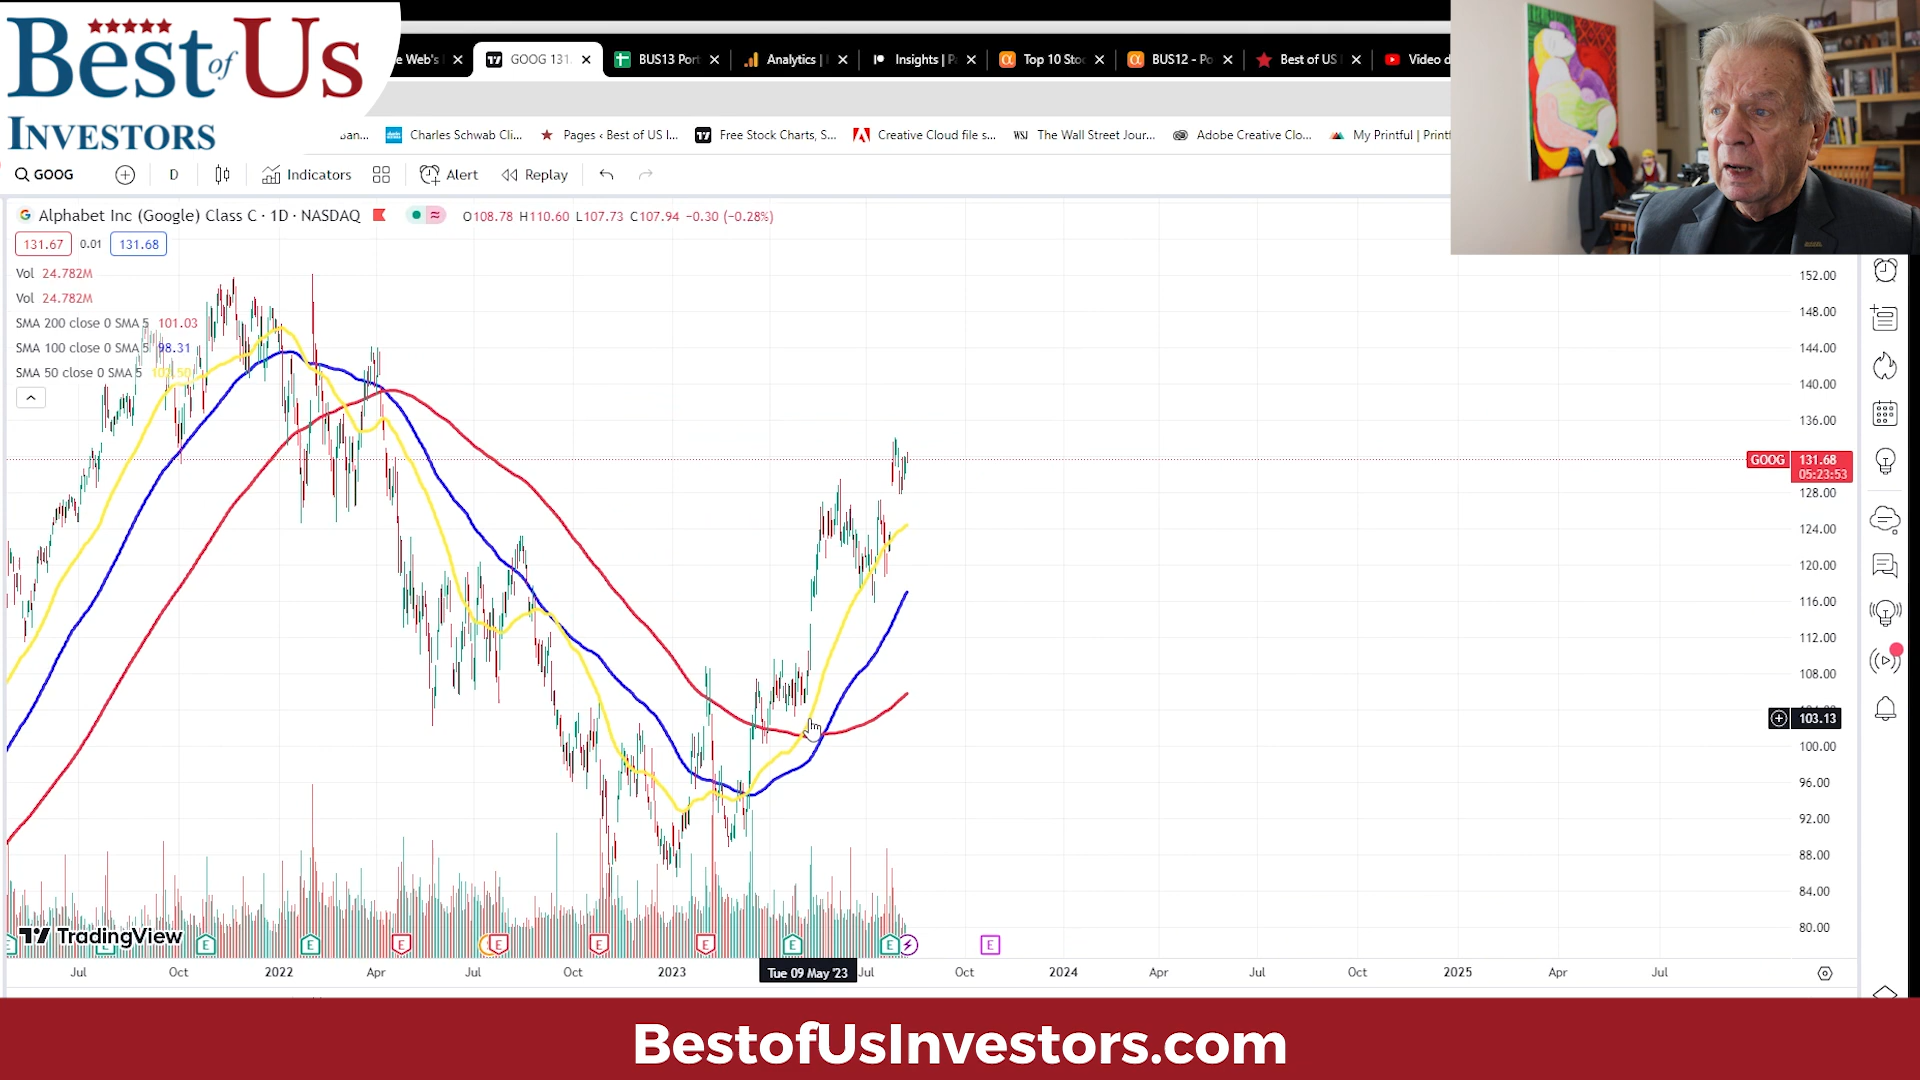 Best of Us
INVESTORS
e Web's
GOOG 131.
BUS13 Port
Analytics |
Insights | P
Top 10 Sto
BUS12 - Po
Best of US
Video d
Charles Schwab Cli...
Pages ‹ Best of US I...
Free Stock Charts, S...
Creative Cloud file s...
WSJ The Wall Street Jour...
Adobe Creative Clo...
My Printful | Printf
GOOG
D
Indicators
Alert
Replay
Alphabet Inc (Google) Class C · 1D · NASDAQ
O108.78 H110.60 L107.73 C107.94 −0.30 (−0.28%)
131.67 0.01 131.68
Vol 24.782M
Vol 24.782M
SMA 200 close 0 SMA 5 101.03
SMA 100 close 0 SMA 5 98.31
SMA 50 close 0 SMA 5
152.00
148.00
144.00
140.00
136.00
GOOG 131.68
05:23:53
128.00
124.00
120.00
116.00
112.00
108.00
103.13
100.00
96.00
92.00
88.00
84.00
80.00
TradingView
E E E E E E E E E E
Jul Oct 2022 Apr Jul Oct 2023 Tue 09 May '23 Jul Oct 2024 Apr Jul Oct 2025 Apr Jul
BestofUsInvestors.com